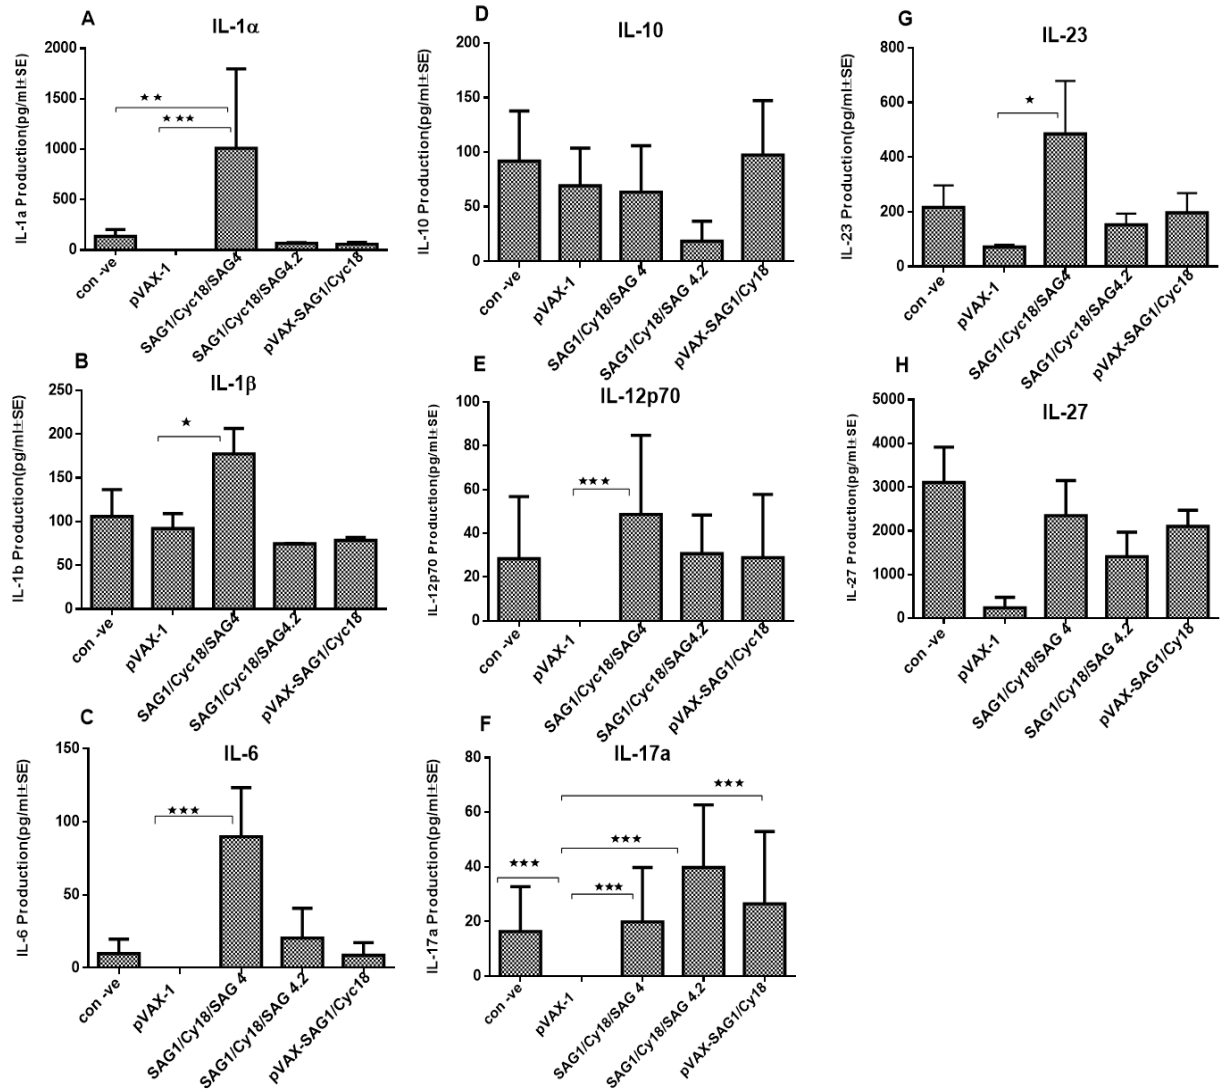 A
IL-1α
IL-1a Production(pg/ml±SE)
2000
1500
1000
500
0
★★
★★★
con -ve
pVAX-1
SAG1/Cyc18/SAG4
SAG1/Cyc18/SAG4.2
pVAX-SAG1/Cyc18
B
IL-1β
IL-1b Production(pg/ml±SE)
250
200
150
100
50
0
★
con -ve
pVAX-1
SAG1/Cyc18/SAG4
SAG1/Cyc18/SAG4.2
pVAX-SAG1/Cyc18
C
IL-6
IL-6 Production(pg/ml±SE)
150
100
50
0
★★★
con -ve
pVAX-1
SAG1/Cy18/SAG 4
SAG1/Cy18/SAG 4.2
pVAX-SAG1/Cyc18
D
IL-10
IL-10 Production(pg/ml±SE)
200
150
100
50
0
con -ve
pVAX-1
SAG1/Cy18/SAG 4
SAG1/Cy18/SAG 4.2
pVAX-SAG1/Cy18
E
IL-12p70
IL-12p70 Production(pg/ml±SE)
100
80
60
40
20
0
★★★
con -ve
pVAX-1
SAG1/Cyc18/SAG4
SAG1/Cyc18/SAG4.2
pVAX-SAG1/Cyc18
F
IL-17a
IL-17a Production(pg/ml±SE)
80
60
40
20
0
★★★
★★★
★★★
★★★
con -ve
pVAX-1
SAG1/Cy18/SAG 4
SAG1/Cy18/SAG 4.2
pVAX-SAG1/Cy18
G
IL-23
IL-23 Production(pg/ml±SE)
800
600
400
200
0
★
con -ve
pVAX-1
SAG1/Cyc18/SAG4
SAG1/Cyc18/SAG4.2
pVAX-SAG1/Cyc18
H
IL-27
IL-27 Production(pg/ml±SE)
5000
4000
3000
2000
1000
0
con -ve
pVAX-1
SAG1/Cy18/SAG 4
SAG1/Cy18/SAG 4.2
pVAX-SAG1/Cy18